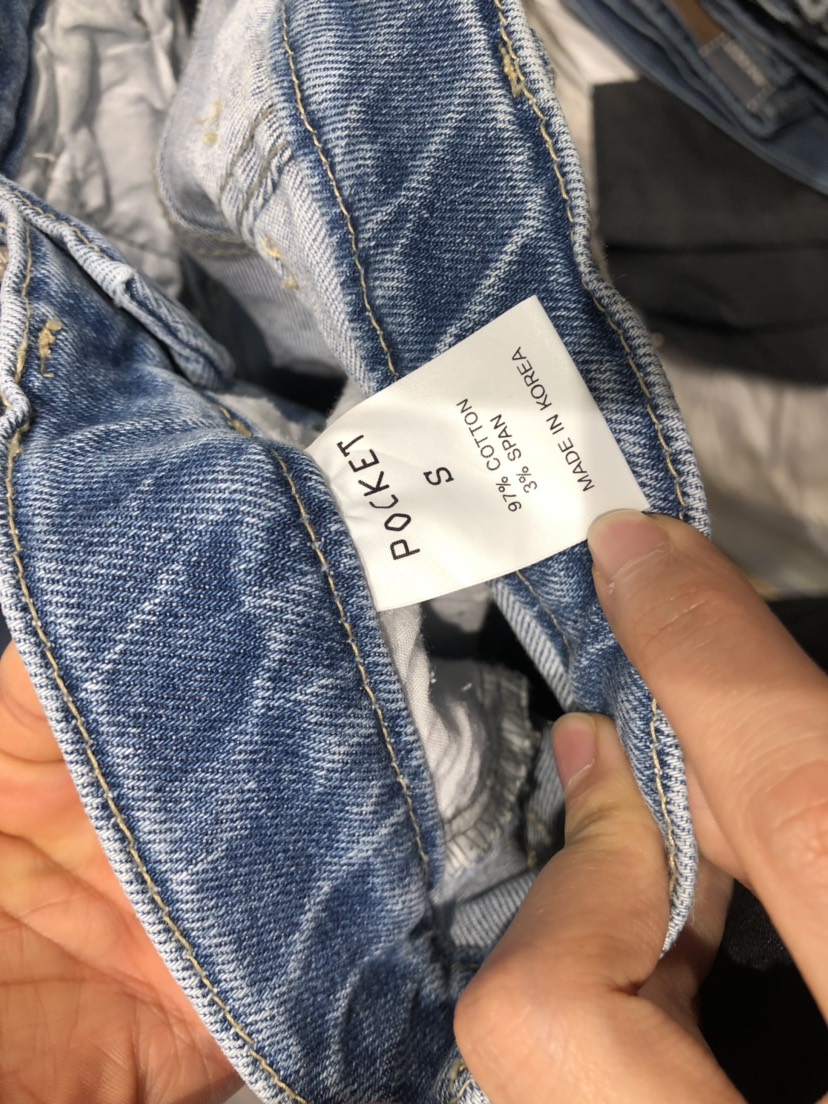 POCKET
S
97% COTTON
3% SPAN
MADE IN KOREA